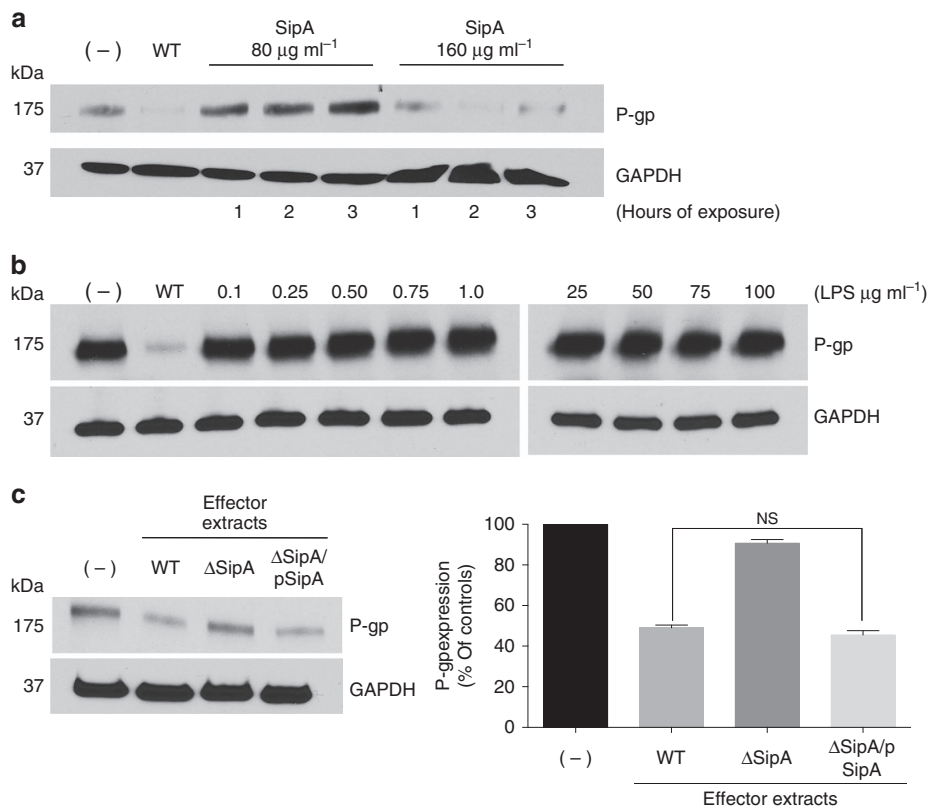 a
SipA SipA
(−) WT 80 μg ml⁻¹ 160 μg ml⁻¹
kDa
175 P-gp
37 GAPDH
1 2 3 1 2 3 (Hours of exposure)
b
kDa (−) WT 0.1 0.25 0.50 0.75 1.0 25 50 75 100 (LPS μg ml⁻¹)
175 P-gp
37 GAPDH
c
Effector
extracts
(−) WT ΔSipA ΔSipA/
pSipA
kDa
175 P-gp
37 GAPDH
P-gpexpression
(% Of controls)
100
80
60
40
20
0
NS
(−) WT ΔSipA ΔSipA/p
SipA
Effector extracts